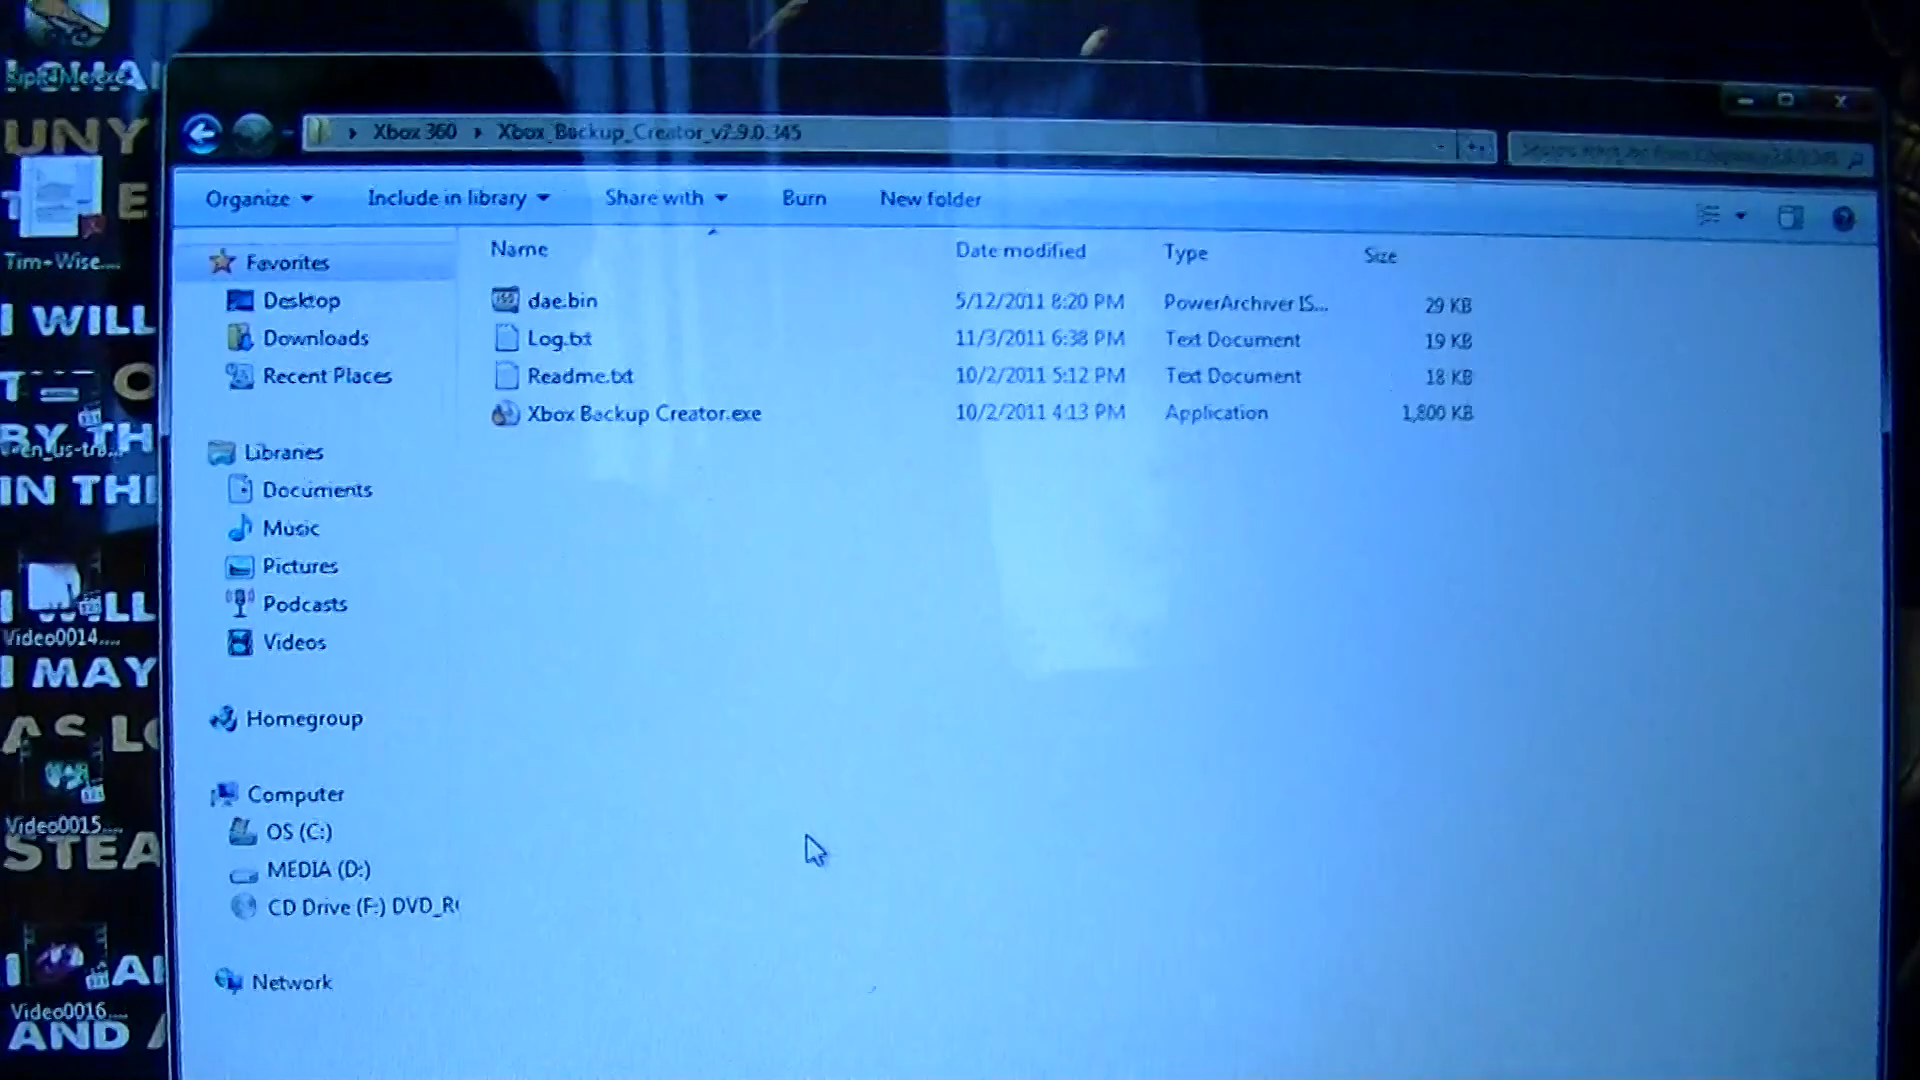 Xbox 360 Xbox_Backup_Creator_v2.9.0.345
Organize Include in library Share with Burn New folder
Name Date modified Type Size
dae.bin 5/12/2011 8:20 PM PowerArchiver IS... 29 KB
Log.txt 11/3/2011 6:38 PM Text Document 19 KB
Readme.txt 10/2/2011 5:12 PM Text Document 18 KB
Xbox Backup Creator.exe 10/2/2011 4:13 PM Application 1,800 KB
Favorites
Desktop
Downloads
Recent Places
Libraries
Documents
Music
Pictures
Podcasts
Videos
Homegroup
Computer
OS (C:)
MEDIA (D:)
CD Drive (F:) DVD_R
Network
UNY
E
Tim-Wise....
I WILL
T O
BY TH
IN THI
I WILL
Video0014....
I MAY
AS LO
Video0015....
STEA
I AI
Video0016....
AND